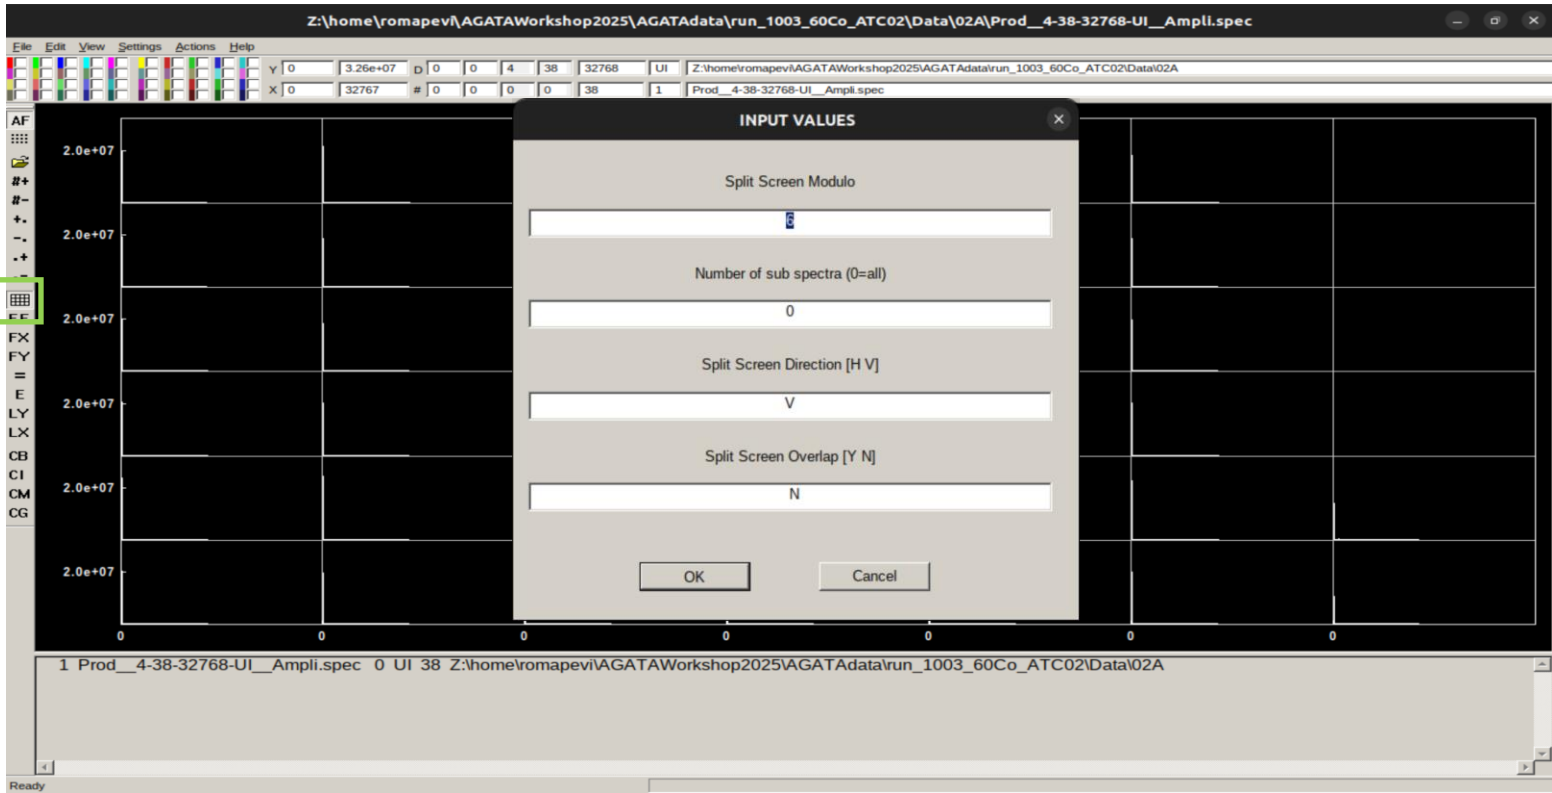 Z:\home\romapevi\AGATAWorkshop2025\AGATAdata\run_1003_60Co_ATC02\Data\02A\Prod__4-38-32768-UI__Ampli.spec
File Edit View Settings Actions Help
Y 0 3.26e+07 D 0 0 4 38 32768 UI Z:\home\romapevi\AGATAWorkshop2025\AGATAdata\run_1003_60Co_ATC02\Data\02A
X 0 32767 # 0 0 0 0 38 1 Prod__4-38-32768-UI__Ampli.spec
INPUT VALUES
AF
#+
#-
+.
-.
.+
.-
FX
FY
=
E
LY
LX
CB
CI
CM
CG
2.0e+07
2.0e+07
2.0e+07
2.0e+07
2.0e+07
2.0e+07
Split Screen Modulo
6
Number of sub spectra (0=all)
0
Split Screen Direction [H V]
V
Split Screen Overlap [Y N]
N
OK Cancel
0 0 0 0 0 0 0
1 Prod__4-38-32768-UI__Ampli.spec 0 UI 38 Z:\home\romapevi\AGATAWorkshop2025\AGATAdata\run_1003_60Co_ATC02\Data\02A
Ready